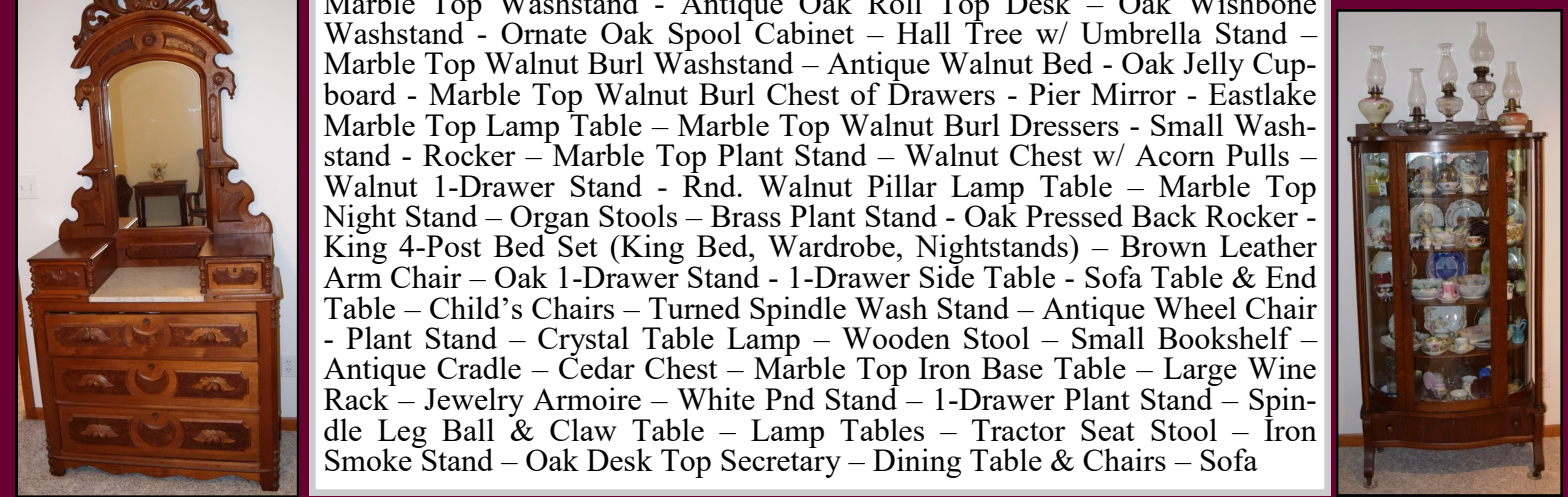 Marble Top Washstand - Antique Oak Roll Top Desk – Oak Wishbone
Washstand - Ornate Oak Spool Cabinet – Hall Tree w/ Umbrella Stand –
Marble Top Walnut Burl Washstand – Antique Walnut Bed - Oak Jelly Cup-
board - Marble Top Walnut Burl Chest of Drawers - Pier Mirror - Eastlake
Marble Top Lamp Table – Marble Top Walnut Burl Dressers - Small Wash-
stand - Rocker – Marble Top Plant Stand – Walnut Chest w/ Acorn Pulls –
Walnut 1-Drawer Stand - Rnd. Walnut Pillar Lamp Table – Marble Top
Night Stand – Organ Stools – Brass Plant Stand - Oak Pressed Back Rocker -
King 4-Post Bed Set (King Bed, Wardrobe, Nightstands) – Brown Leather
Arm Chair – Oak 1-Drawer Stand - 1-Drawer Side Table - Sofa Table & End
Table – Child’s Chairs – Turned Spindle Wash Stand – Antique Wheel Chair
- Plant Stand – Crystal Table Lamp – Wooden Stool – Small Bookshelf –
Antique Cradle – Cedar Chest – Marble Top Iron Base Table – Large Wine
Rack – Jewelry Armoire – White Pnd Stand – 1-Drawer Plant Stand – Spin-
dle Leg Ball & Claw Table – Lamp Tables – Tractor Seat Stool – Iron
Smoke Stand – Oak Desk Top Secretary – Dining Table & Chairs – Sofa